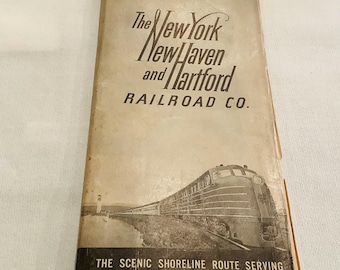 The New York
New Haven
and Hartford
RAILROAD CO.
THE SCENIC SHORELINE ROUTE SERVING